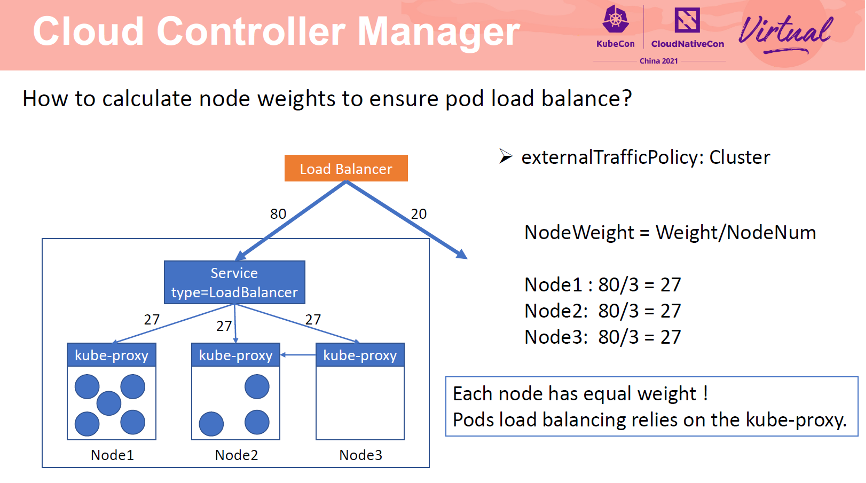 Cloud Controller Manager
KubeCon
CloudNativeCon
Virtual
China 2021
How to calculate node weights to ensure pod load balance?
Load Balancer
80
20
Service
type=LoadBalancer
27
27
27
kube-proxy
kube-proxy
kube-proxy
Node1
Node2
Node3
➢ externalTrafficPolicy: Cluster
NodeWeight = Weight/NodeNum
Node1 : 80/3 = 27
Node2: 80/3 = 27
Node3: 80/3 = 27
Each node has equal weight !
Pods load balancing relies on the kube-proxy.